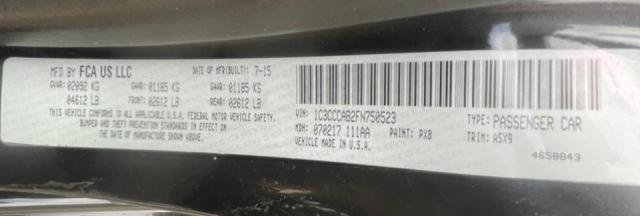 MFD BY FCA US LLC DATE OF MFR(BUILT): 7-15
GVWR: 02092 KG GAWR: 01185 KG GAWR: 01185 KG
04612 LB FRONT: 02612 LB REAR: 02612 LB
THIS VEHICLE CONFORMS TO ALL APPLICABLE U.S.A. FEDERAL MOTOR VEHICLE
SAFETY, BUMPER, AND THEFT PREVENTION STANDARDS IN EFFECT ON
THE DATE OF MANUFACTURE SHOWN ABOVE.
VIN: 1C3CCCAB2FN750523 TYPE: PASSENGER CAR
MDH: 070217 111AA PAINT: PX8 TRIM: A5X9
VEHICLE MADE IN U.S.A.
4658843